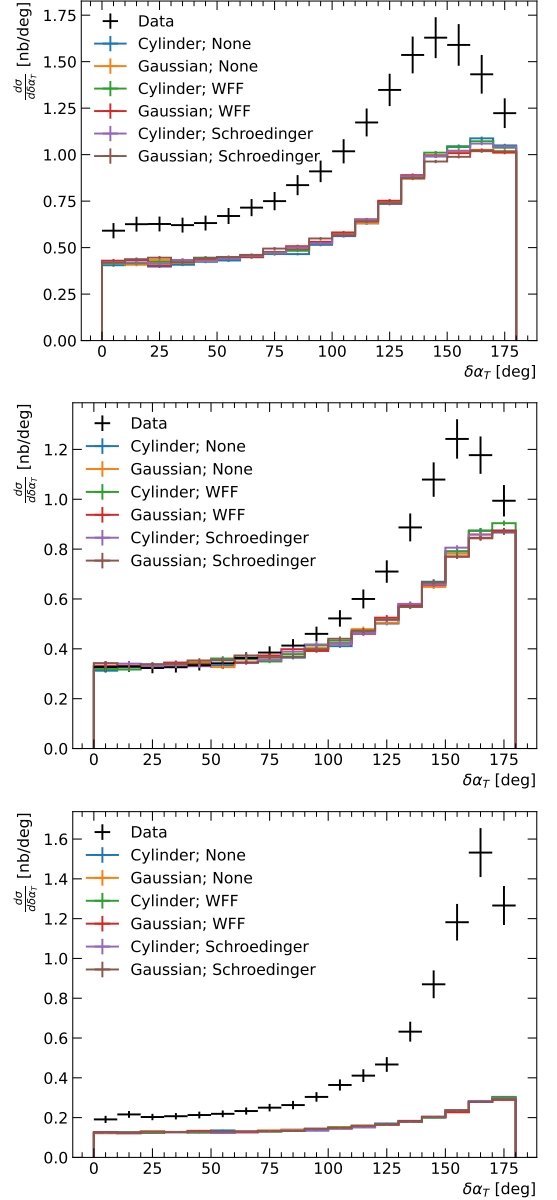 dσ/dδα_T [nb/deg]
1.75
1.50
1.25
1.00
0.75
0.50
0.25
0.00
Data
Cylinder; None
Gaussian; None
Cylinder; WFF
Gaussian; WFF
Cylinder; Schroedinger
Gaussian; Schroedinger
0 25 50 75 100 125 150 175
δα_T [deg]
dσ/dδα_T [nb/deg]
1.2
1.0
0.8
0.6
0.4
0.2
0.0
Data
Cylinder; None
Gaussian; None
Cylinder; WFF
Gaussian; WFF
Cylinder; Schroedinger
Gaussian; Schroedinger
0 25 50 75 100 125 150 175
δα_T [deg]
dσ/dδα_T [nb/deg]
1.6
1.4
1.2
1.0
0.8
0.6
0.4
0.2
0.0
Data
Cylinder; None
Gaussian; None
Cylinder; WFF
Gaussian; WFF
Cylinder; Schroedinger
Gaussian; Schroedinger
0 25 50 75 100 125 150 175
δα_T [deg]